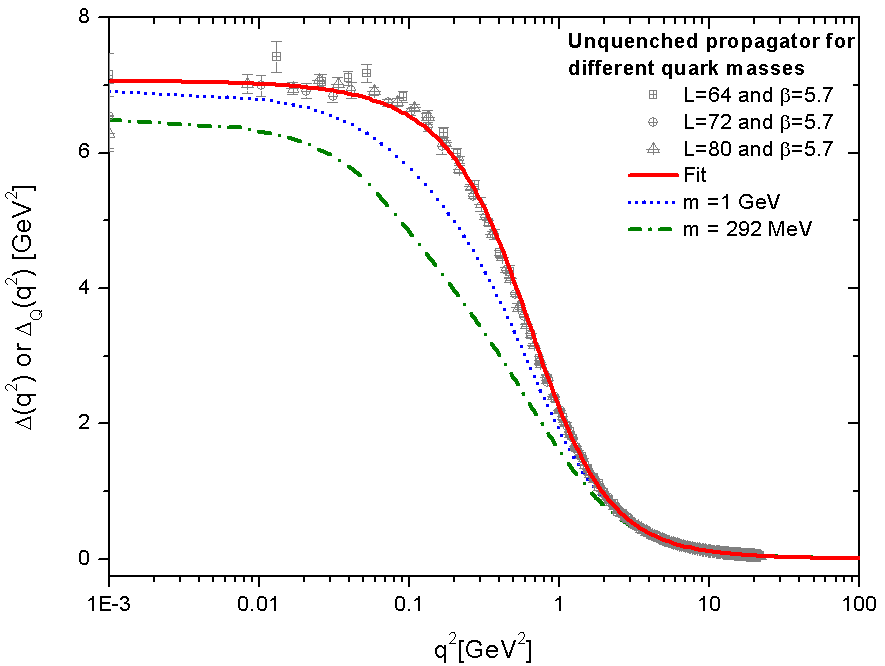 8
6
4
2
0
Δ(q²) or Δ_Q(q²) [GeV²]
Unquenched propagator for
different quark masses
L=64 and β=5.7
L=72 and β=5.7
L=80 and β=5.7
Fit
m =1 GeV
m = 292 MeV
1E-3 0.01 0.1 1 10 100
q²[GeV²]